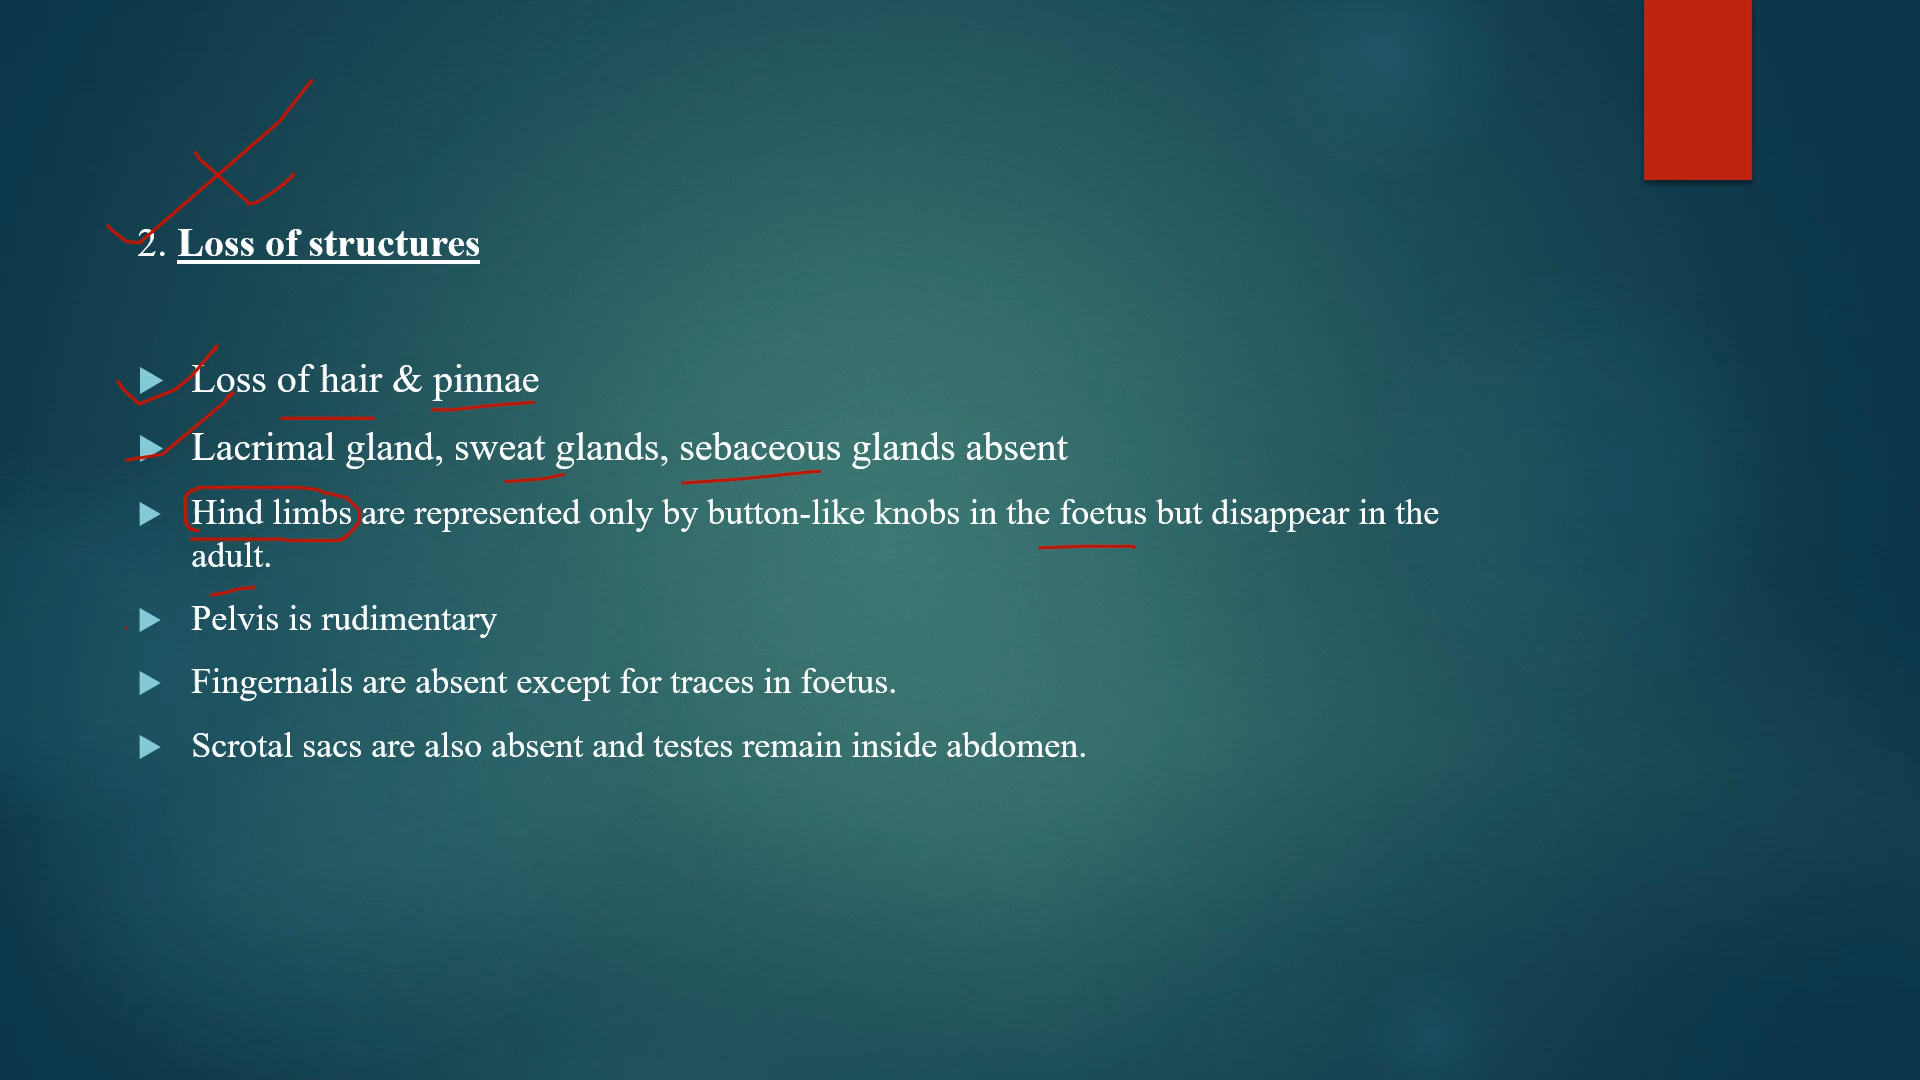 2. Loss of structures
Loss of hair & pinnae
Lacrimal gland, sweat glands, sebaceous glands absent
Hind limbs are represented only by button-like knobs in the foetus but disappear in the
adult.
Pelvis is rudimentary
Fingernails are absent except for traces in foetus.
Scrotal sacs are also absent and testes remain inside abdomen.